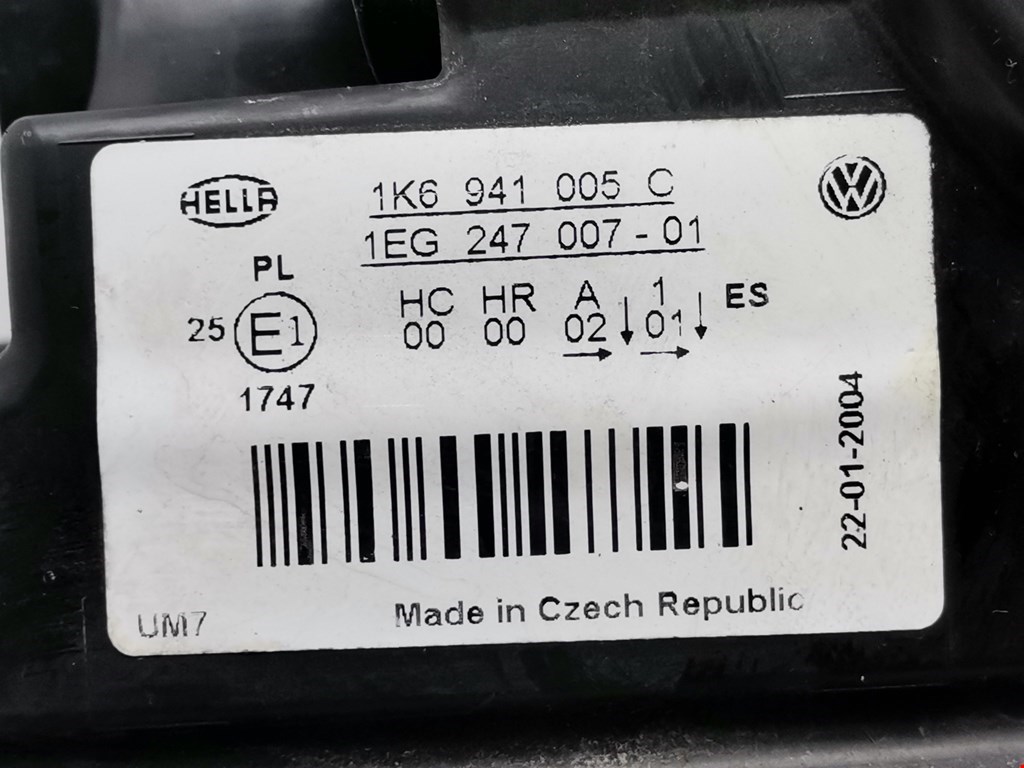 HELLA
1K6 941 005 C
VW
1EG 247 007-01
PL
HC HR A 1 ES
25 E1 00 00 02 01
1747
22-01-2004
Made in Czech Republic
UM7